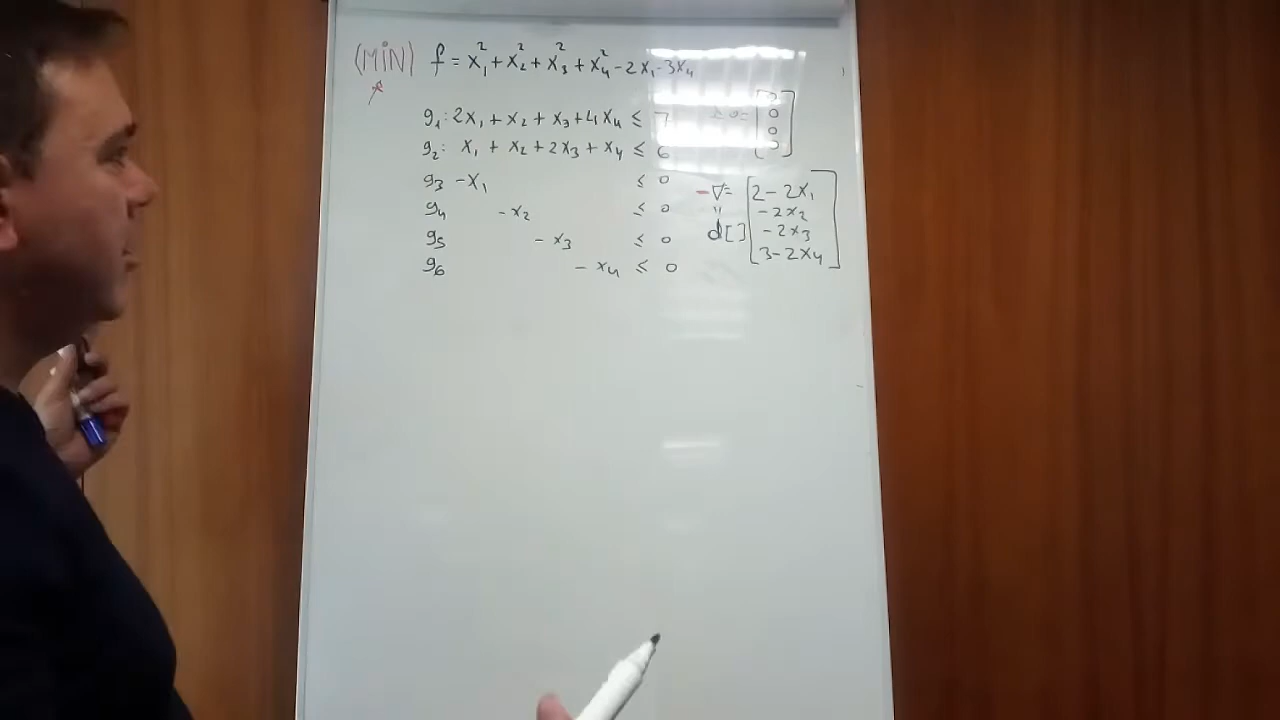 (MIN) f = x₁² + x₂² + x₃² + x₄² - 2x₁ - 3x₄
g₁: 2x₁ + x₂ + x₃ + 4x₄ ≤ 7
g₂: x₁ + x₂ + 2x₃ + x₄ ≤ 6
g₃ -x₁ ≤ 0
g₄ -x₂ ≤ 0
g₅ -x₃ ≤ 0
g₆ -x₄ ≤ 0
0
0
-∇ = [2 - 2x₁
-2x₂
d[ ] -2x₃
3 - 2x₄]